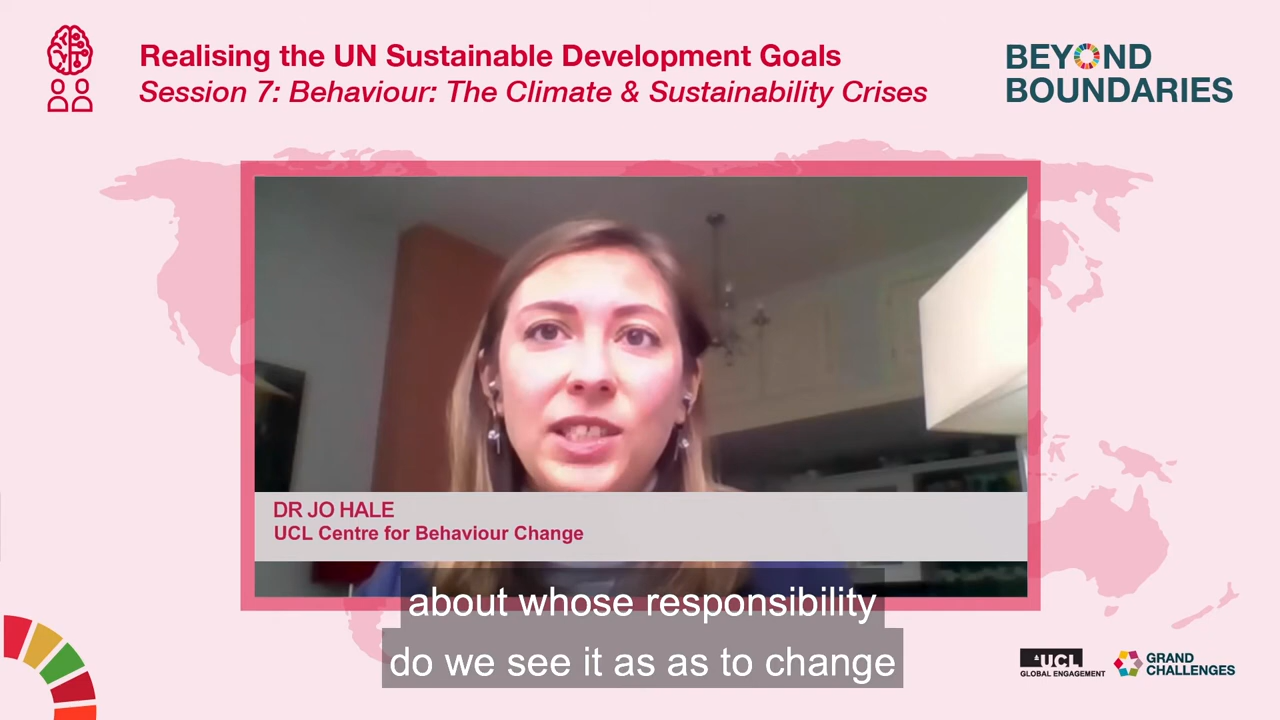 Realising the UN Sustainable Development Goals
Session 7: Behaviour: The Climate & Sustainability Crises
BEYOND
BOUNDARIES
DR JO HALE
UCL Centre for Behaviour Change
about whose responsibility
do we see it as as to change
UCL
GLOBAL ENGAGEMENT
GRAND
CHALLENGES